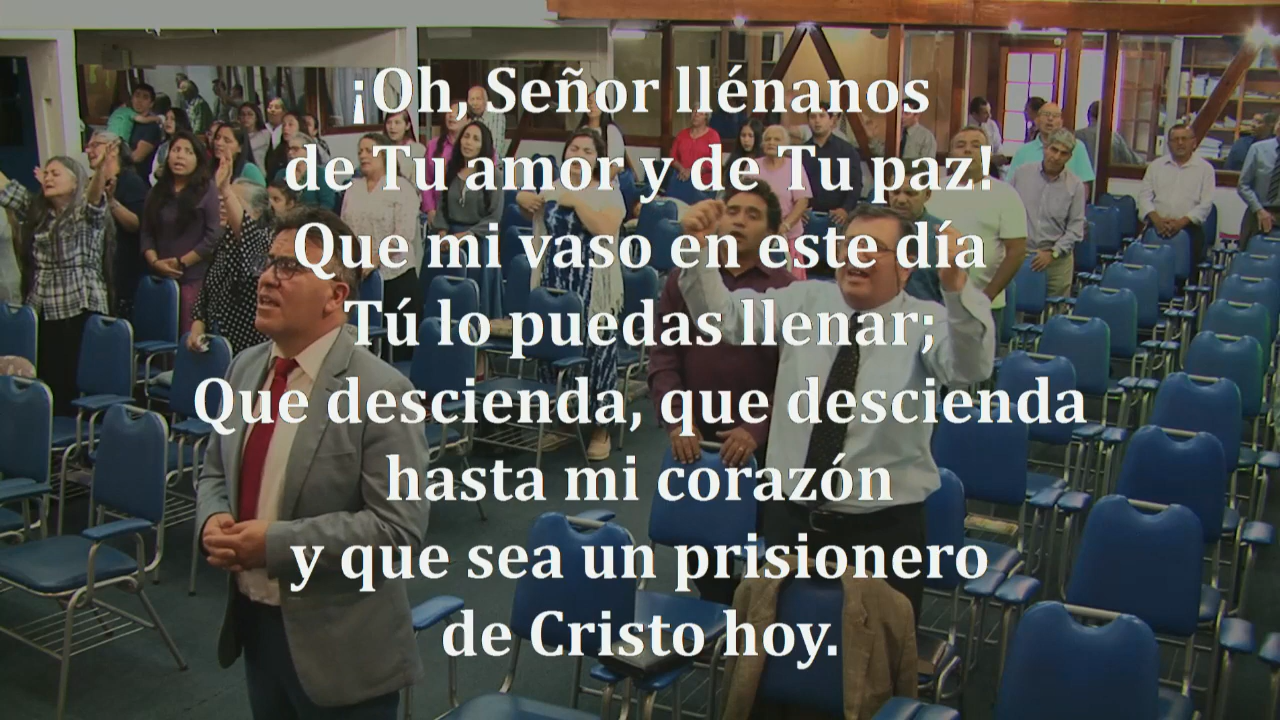 ¡Oh, Señor llénanos
de Tu amor y de Tu paz!
Que mi vaso en este día
Tú lo puedas llenar;
Que descienda, que descienda
hasta mi corazón
y que sea un prisionero
de Cristo hoy.